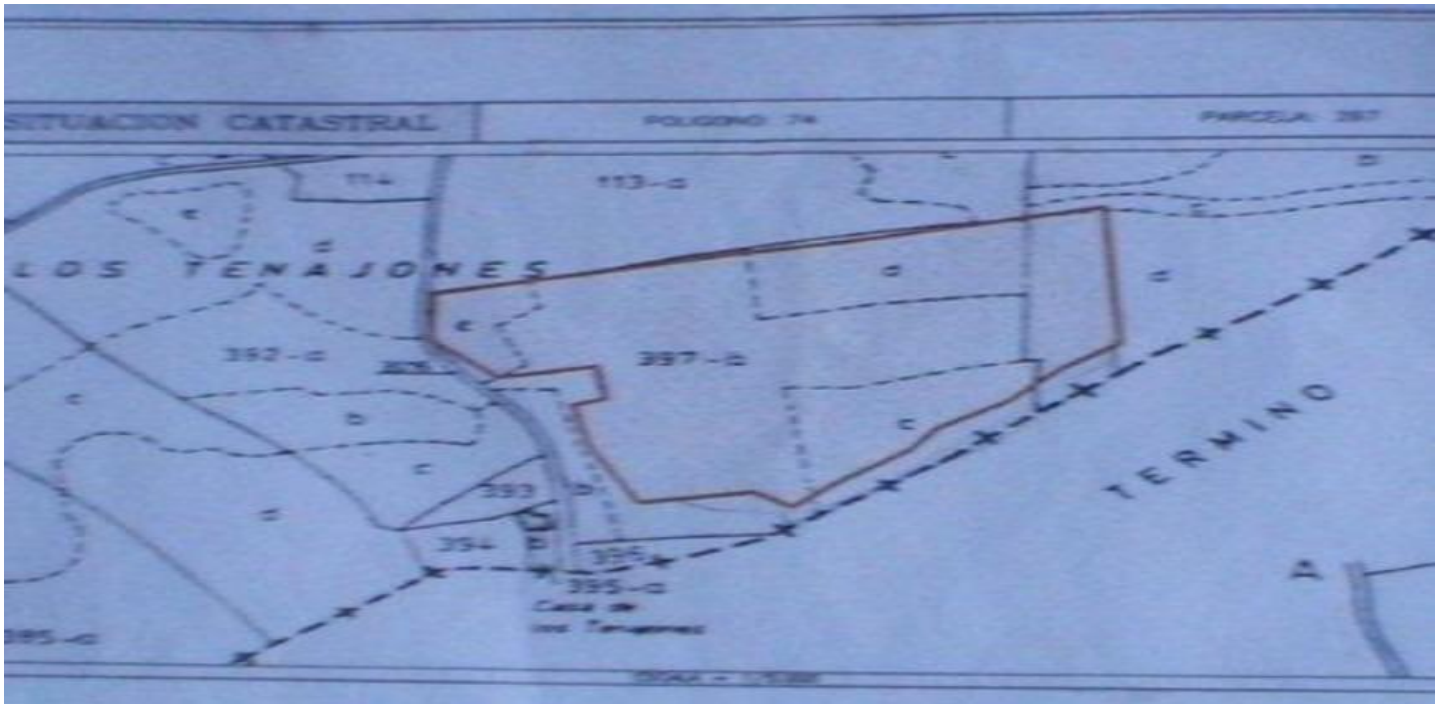 SITUACION CATASTRAL
POLIGONO 74
PARCELA: 397
114
113-a
c
b
c
d
LOS TENAJONES
a
d
c
392-a
397-b
c
b
c
c
TERMINO
393
b
a
394
b
395
A
395-a
Casa de
los Tenajones
385-a